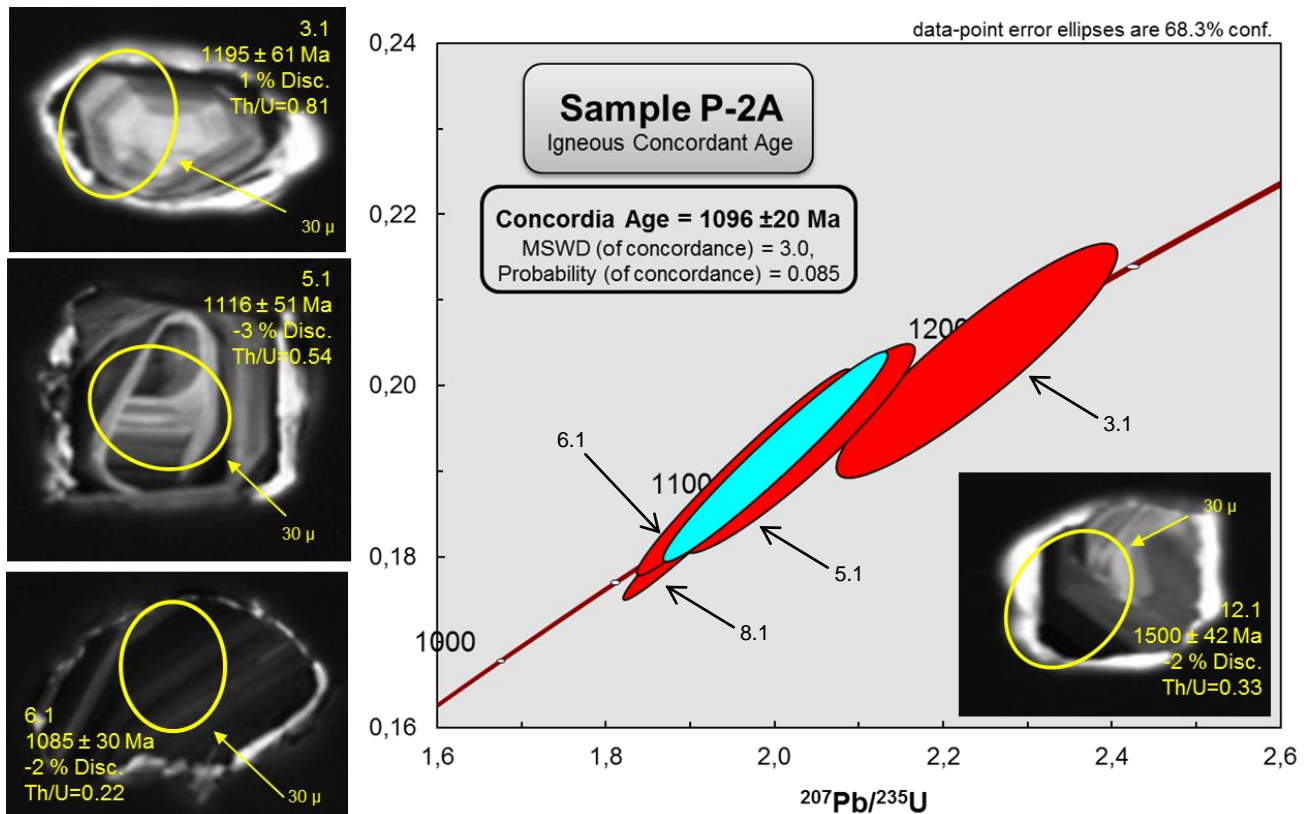 3.1
1195 ± 61 Ma
1 % Disc.
Th/U=0.81
30 µ
5.1
1116 ± 51 Ma
-3 % Disc.
Th/U=0.54
30 µ
6.1
1085 ± 30 Ma
-2 % Disc.
Th/U=0.22
30 µ
data-point error ellipses are 68.3% conf.
0,24
0,22
0,20
0,18
0,16
Sample P-2A
Igneous Concordant Age
Concordia Age = 1096 ±20 Ma
MSWD (of concordance) = 3.0,
Probability (of concordance) = 0.085
1200
3.1
6.1
1100
5.1
8.1
1000
30 µ
12.1
1500 ± 42 Ma
-2 % Disc.
Th/U=0.33
1,6 1,8 2,0 2,2 2,4 2,6
²⁰⁷Pb/²³⁵U